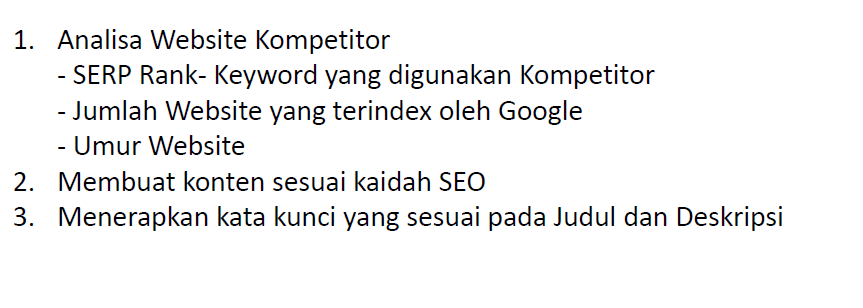 1. Analisa Website Kompetitor
- SERP Rank- Keyword yang digunakan Kompetitor
- Jumlah Website yang terindex oleh Google
- Umur Website
2. Membuat konten sesuai kaidah SEO
3. Menerapkan kata kunci yang sesuai pada Judul dan Deskripsi